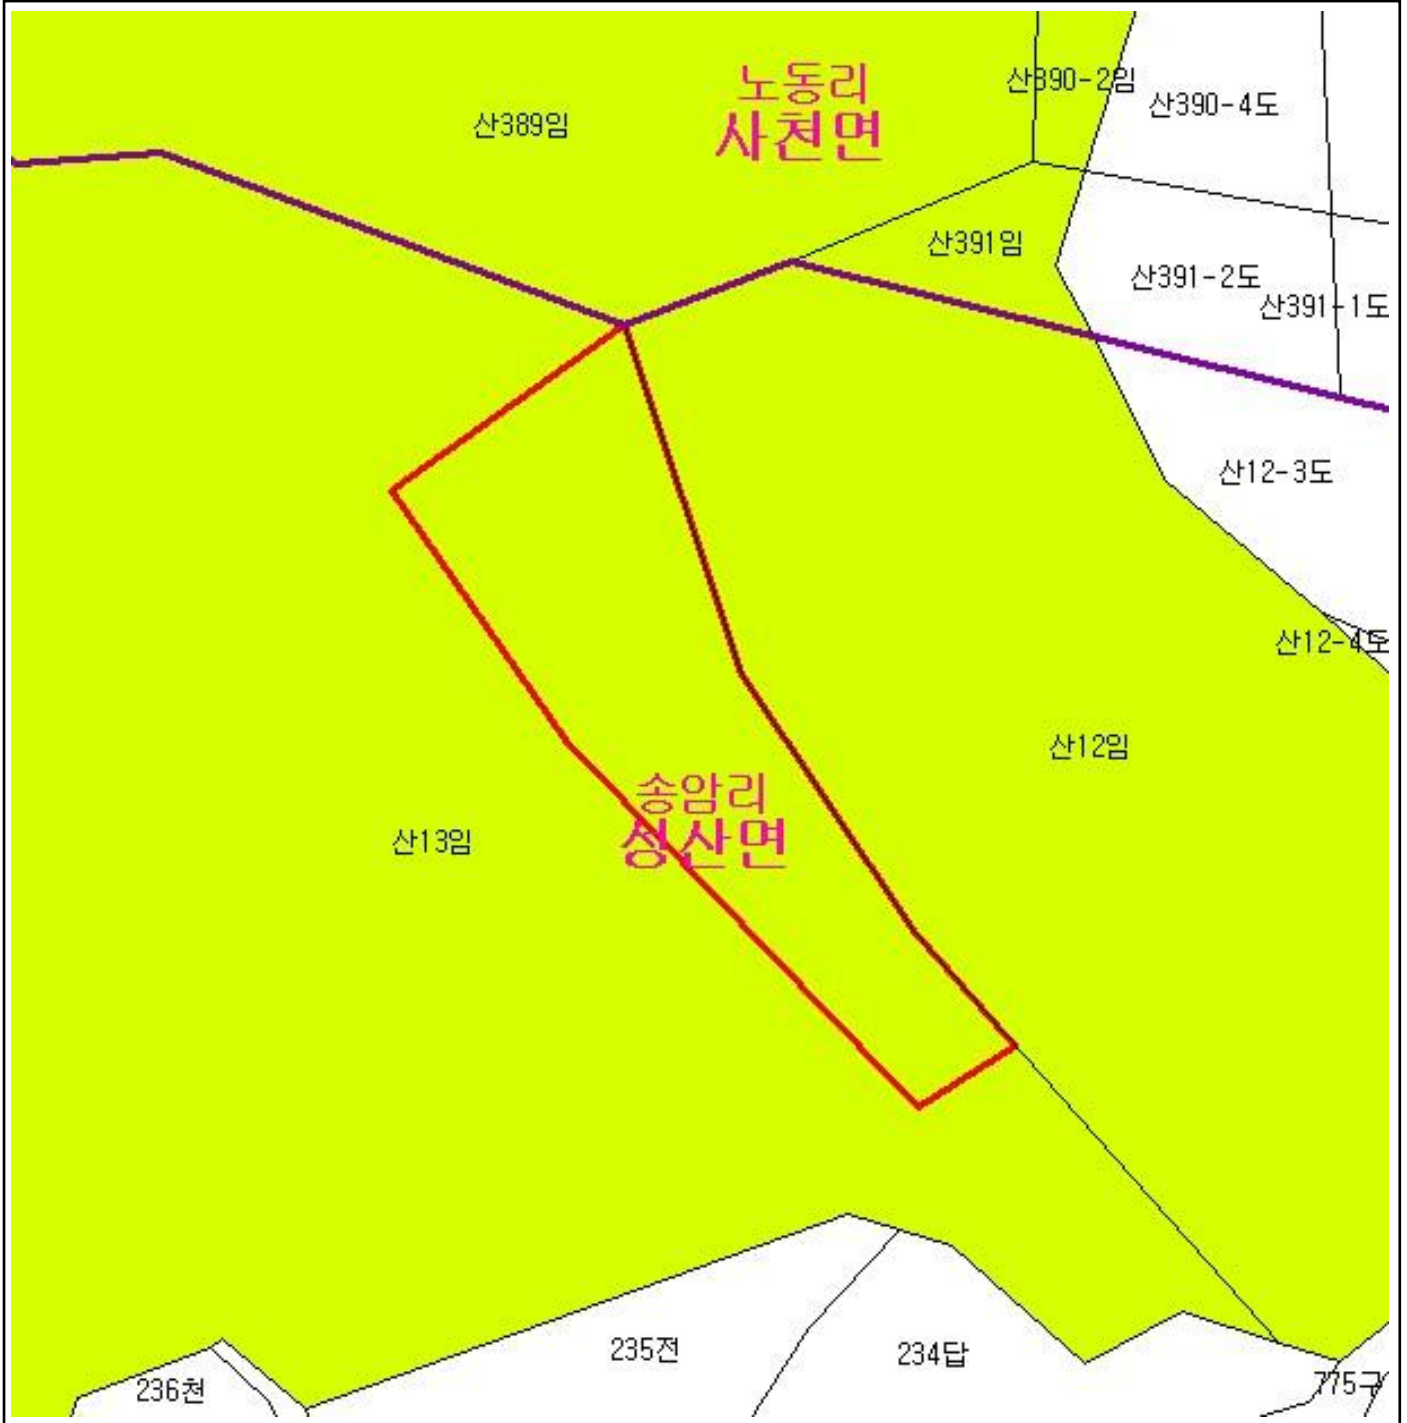 노동리
사천면
산389임
산390-2임
산390-4도
산391임
산391-2도
산391-1도
산12-3도
산12-4도
산12임
송암리
성산면
산13임
235전
234답
236천
775구